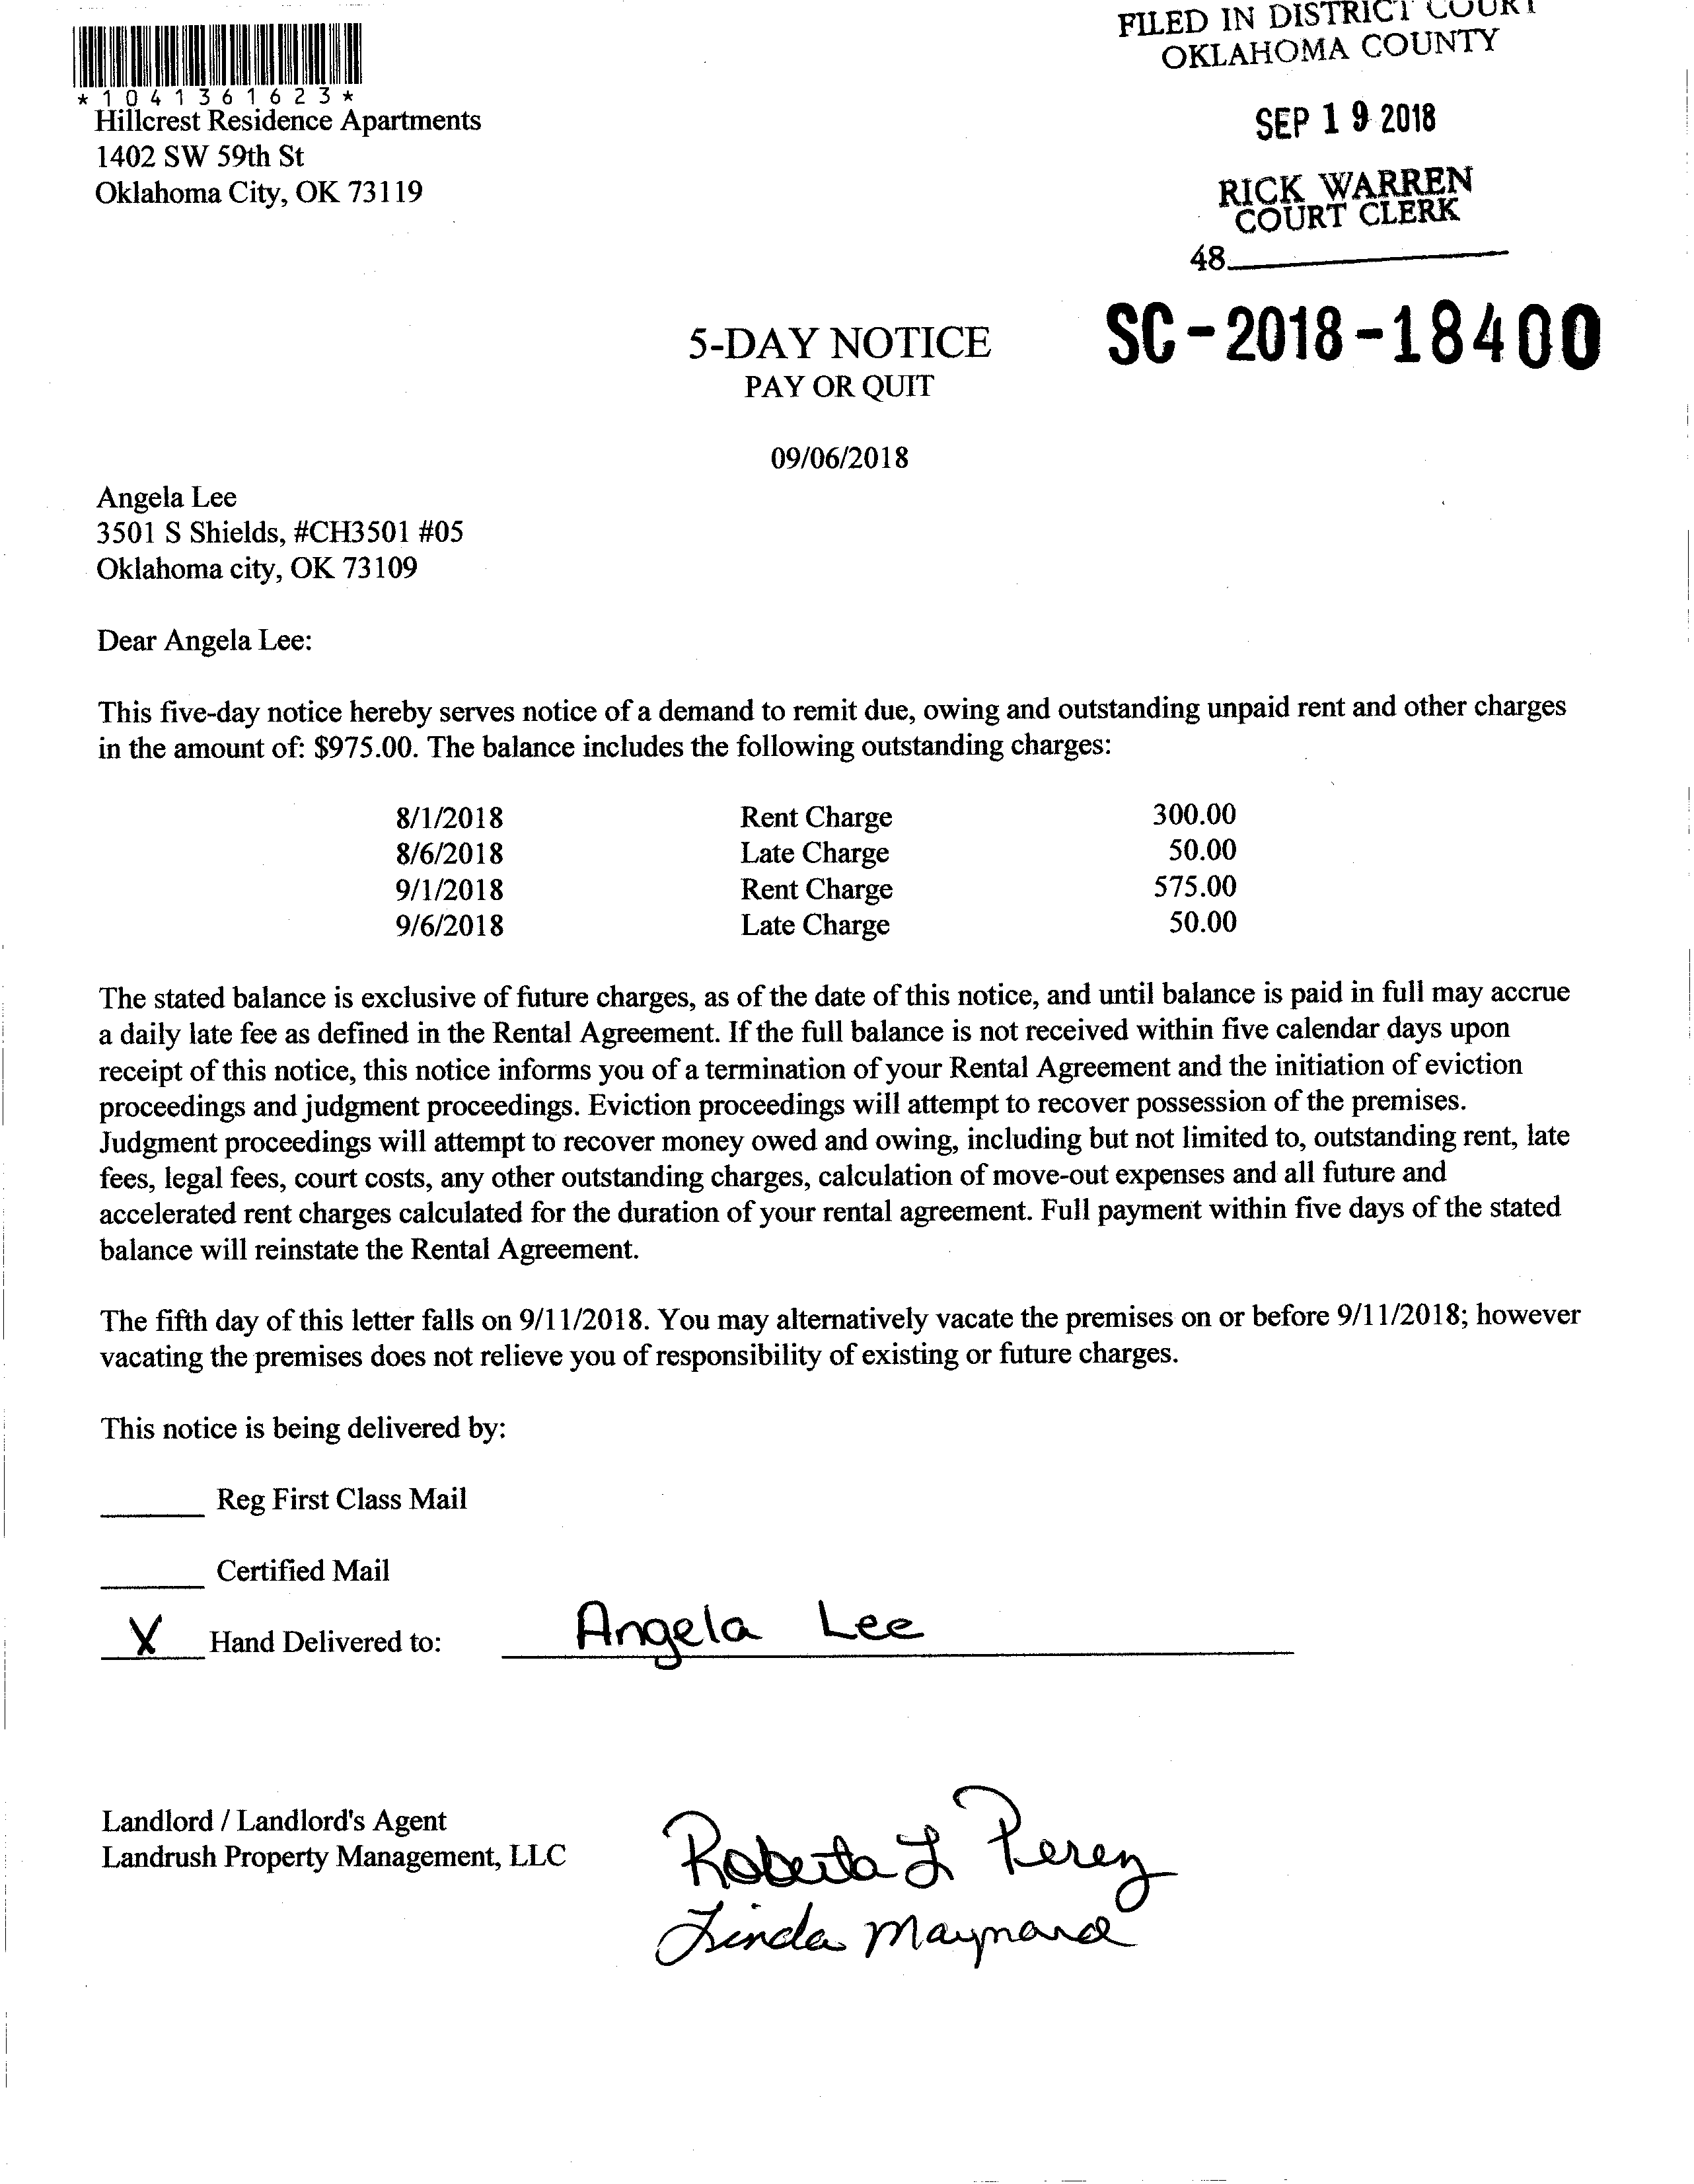 FILED IN DISTRICT COURT
OKLAHOMA COUNTY
SEP 19 2018
RICK WARREN
COURT CLERK
48
*1041361623*
Hillcrest Residence Apartments
1402 SW 59th St
Oklahoma City, OK 73119
SC-2018-18400
5-DAY NOTICE
PAY OR QUIT
09/06/2018
Angela Lee
3501 S Shields, #CH3501 #05
Oklahoma city, OK 73109
Dear Angela Lee:
This five-day notice hereby serves notice of a demand to remit due, owing and outstanding unpaid rent and other charges
in the amount of: $975.00. The balance includes the following outstanding charges:
8/1/2018 Rent Charge 300.00
8/6/2018 Late Charge 50.00
9/1/2018 Rent Charge 575.00
9/6/2018 Late Charge 50.00
The stated balance is exclusive of future charges, as of the date of this notice, and until balance is paid in full may accrue
a daily late fee as defined in the Rental Agreement. If the full balance is not received within five calendar days upon
receipt of this notice, this notice informs you of a termination of your Rental Agreement and the initiation of eviction
proceedings and judgment proceedings. Eviction proceedings will attempt to recover possession of the premises.
Judgment proceedings will attempt to recover money owed and owing, including but not limited to, outstanding rent, late
fees, legal fees, court costs, any other outstanding charges, calculation of move-out expenses and all future and
accelerated rent charges calculated for the duration of your rental agreement. Full payment within five days of the stated
balance will reinstate the Rental Agreement.
The fifth day of this letter falls on 9/11/2018. You may alternatively vacate the premises on or before 9/11/2018; however
vacating the premises does not relieve you of responsibility of existing or future charges.
This notice is being delivered by:
Reg First Class Mail
Certified Mail
X Hand Delivered to: Angela Lee
Landlord / Landlord's Agent
Landrush Property Management, LLC
Roberta L Perez
Linda Maynard